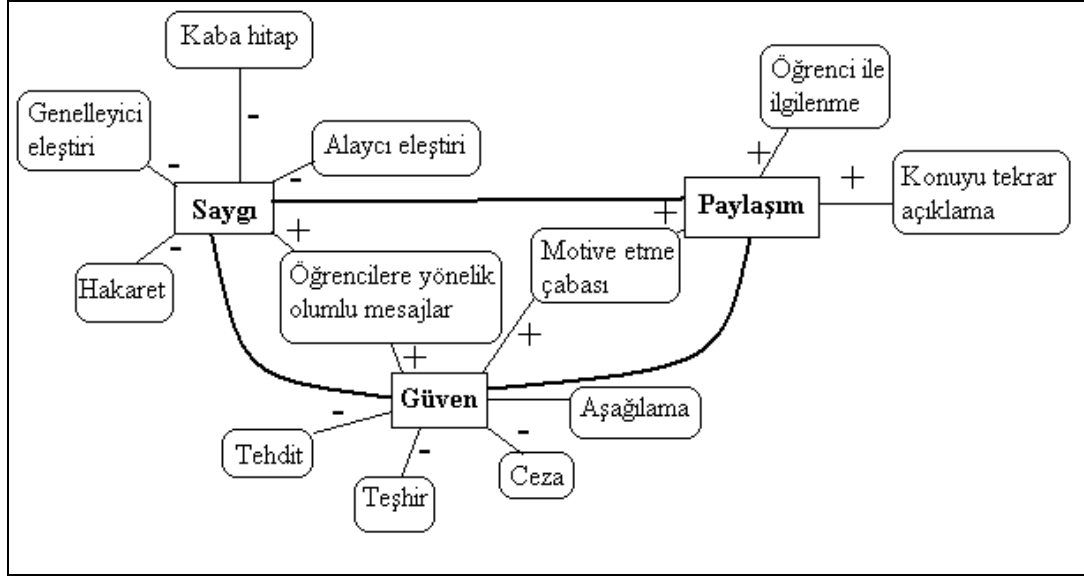 Kaba hitap
Öğrenci ile
ilgilenme
Genelleyici
eleştiri
-
Alaycı eleştiri
-
-
+
+
Konuyu tekrar
açıklama
Saygı
Paylaşım
+
+
-
Hakaret
Öğrencilere yönelik
olumlu mesajlar
Motive etme
çabası
+
+
Güven
Aşağılama
-
Tehdit
-
-
Ceza
Teşhir